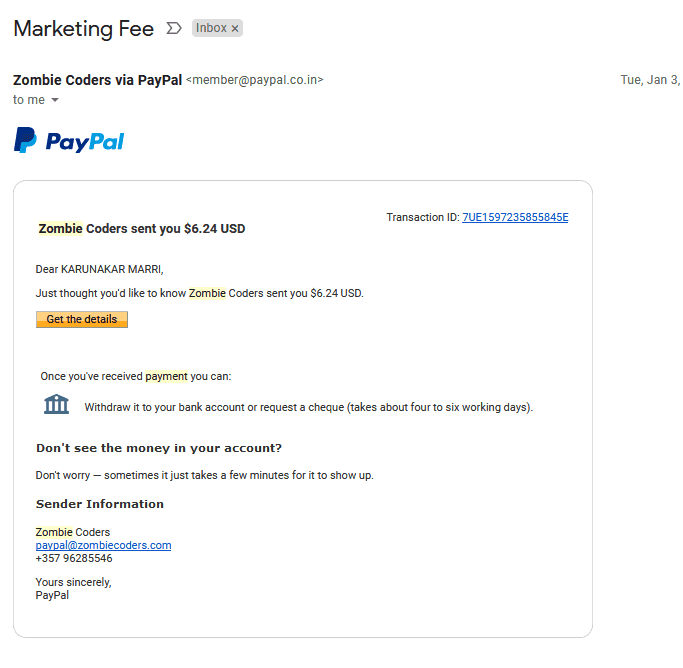 Marketing Fee
Inbox ×
Zombie Coders via PayPal <member@paypal.co.in>
Tue, Jan 3,
to me
PayPal
Transaction ID: 7UE1597235855845E
Zombie Coders sent you $6.24 USD
Dear KARUNAKAR MARRI,
Just thought you'd like to know Zombie Coders sent you $6.24 USD.
Get the details
Once you've received payment you can:
Withdraw it to your bank account or request a cheque (takes about four to six working days).
Don't see the money in your account?
Don't worry — sometimes it just takes a few minutes for it to show up.
Sender Information
Zombie Coders
paypal@zombiecoders.com
+357 96285546
Yours sincerely,
PayPal